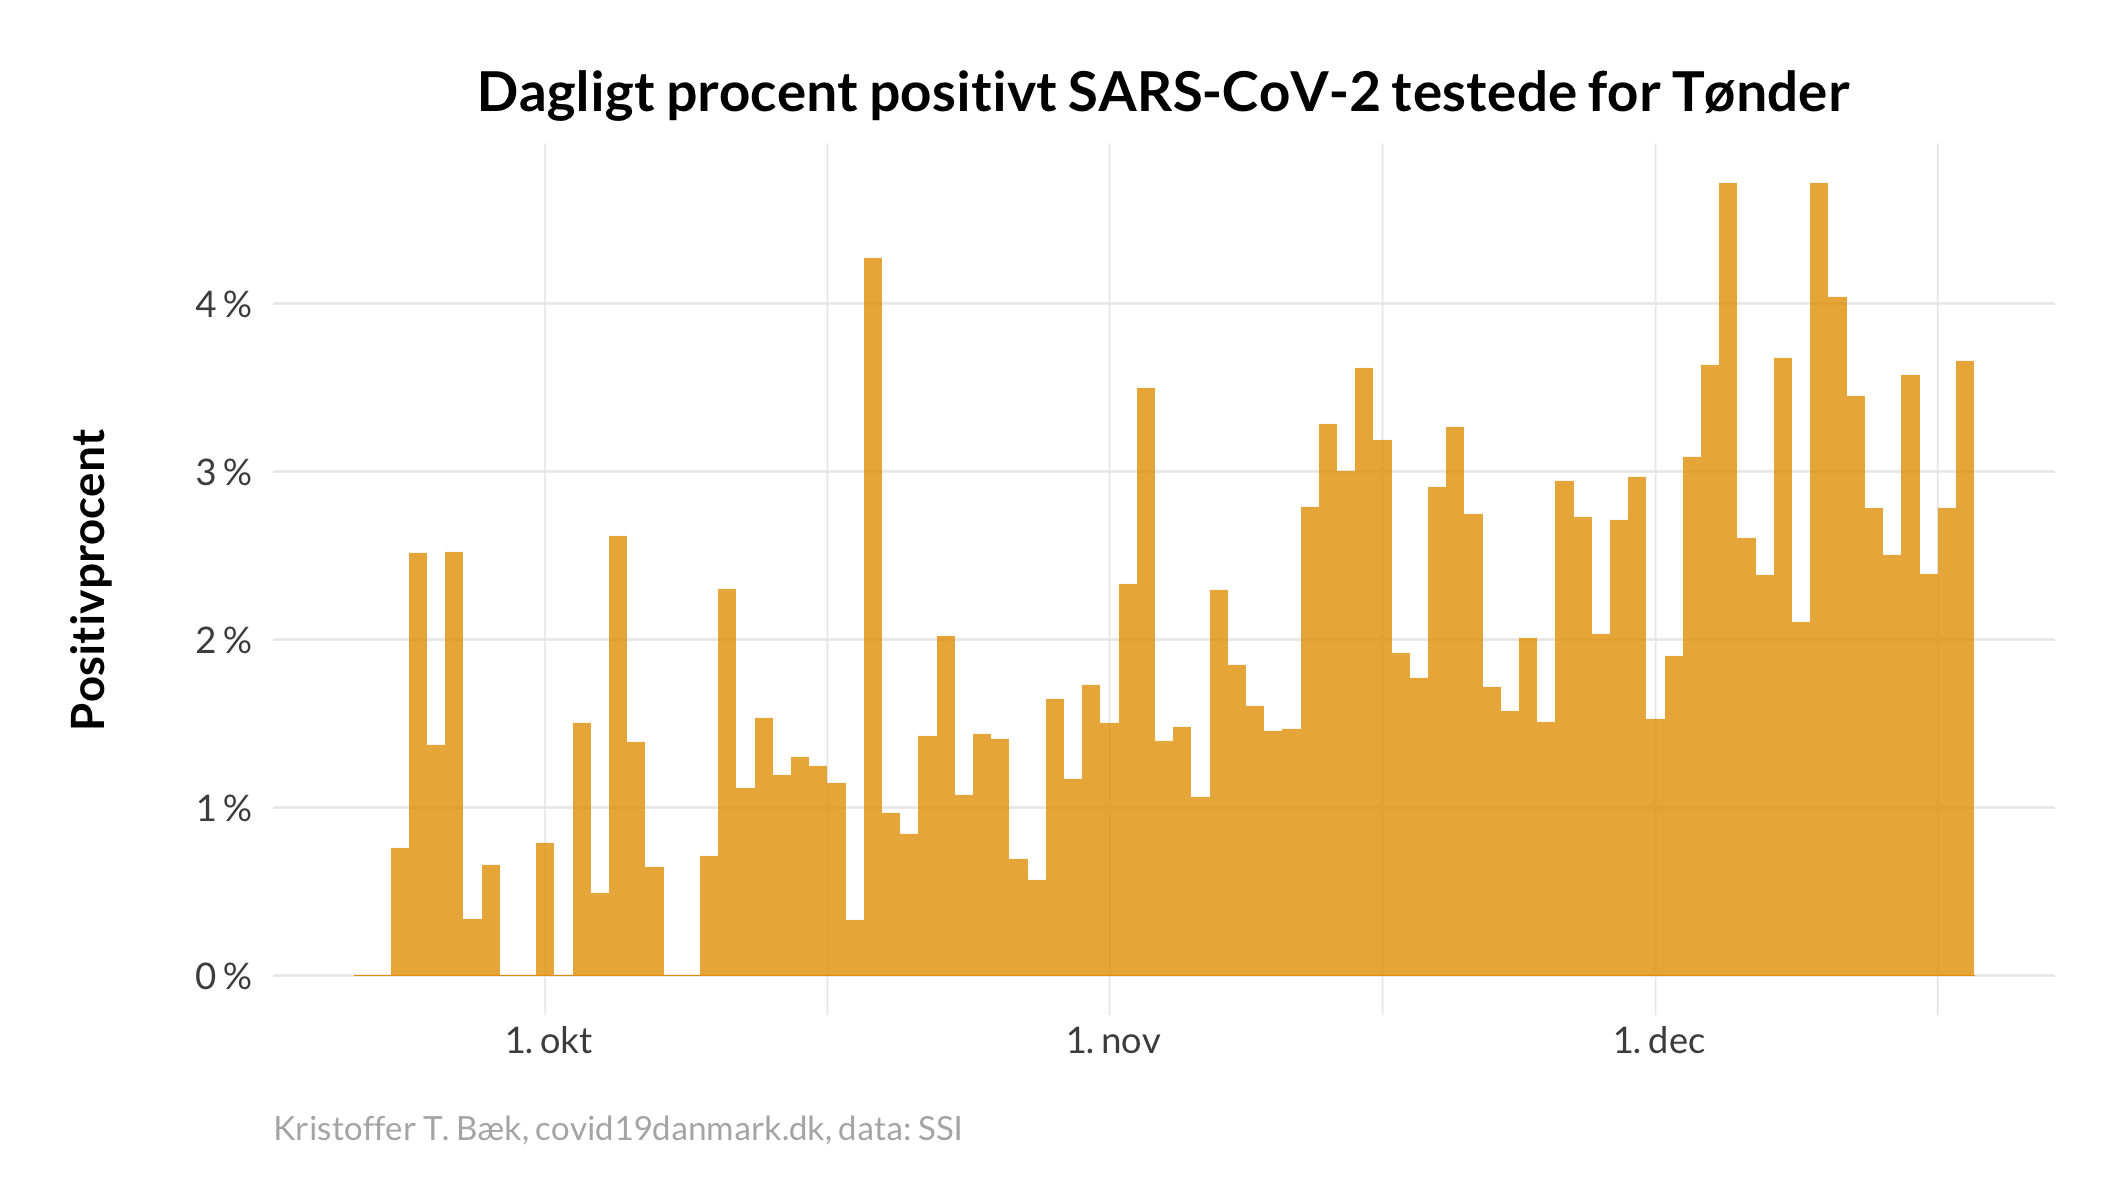 Dagligt procent positivt SARS-CoV-2 testede for Tønder
Positivprocent
4 %
3 %
2 %
1 %
0 %
1. okt
1. nov
1. dec
Kristoffer T. Bæk, covid19danmark.dk, data: SSI